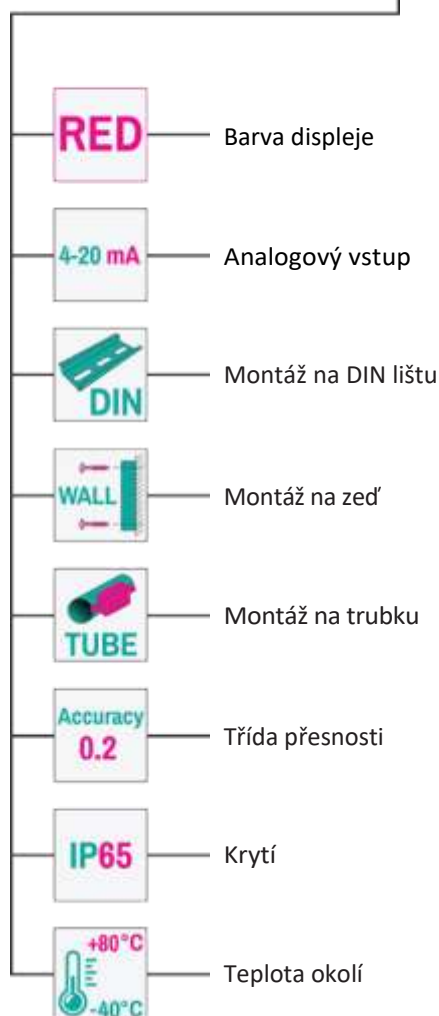 RED
Barva displeje
4-20 mA
Analogový vstup
DIN
Montáž na DIN lištu
WALL
Montáž na zeď
TUBE
Montáž na trubku
Accuracy
0.2
Třída přesnosti
IP65
Krytí
+80°C
-40°C
Teplota okolí